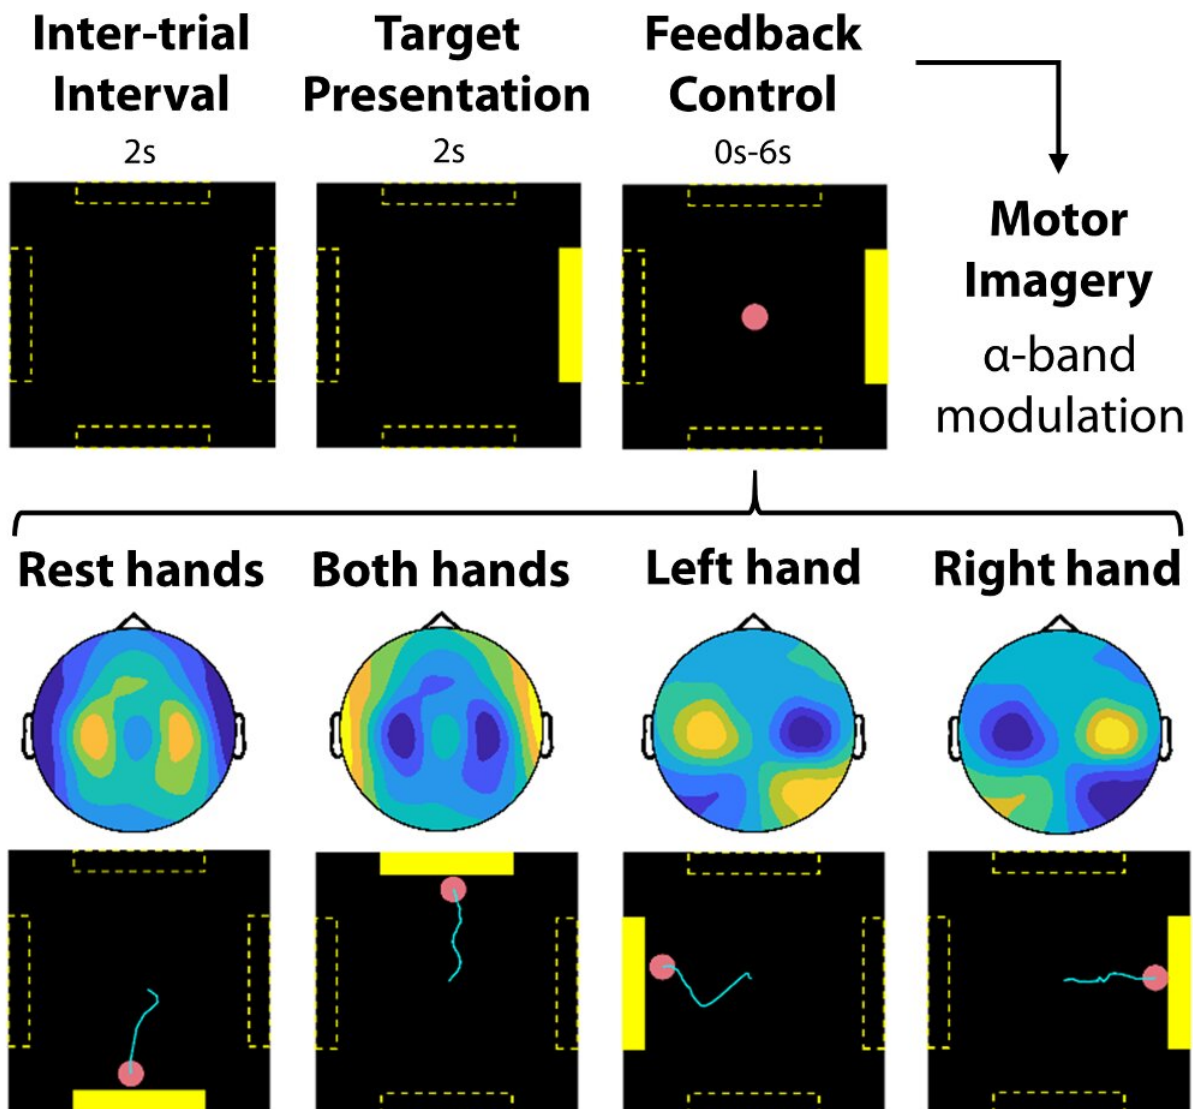 Inter-trial
Interval
2s
Target
Presentation
2s
Feedback
Control
0s-6s
Motor
Imagery
α-band
modulation
Rest hands
Both hands
Left hand
Right hand